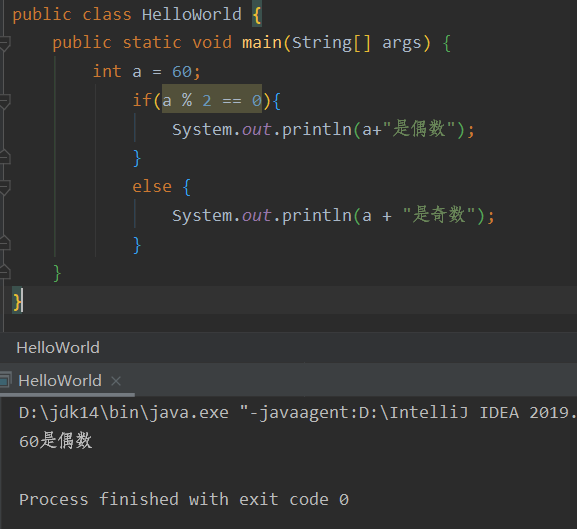 public class HelloWorld {
public static void main(String[] args) {
int a = 60;
if(a % 2 == 0){
System.out.println(a+"是偶数");
}
else {
System.out.println(a + "是奇数");
}
}
}
HelloWorld
HelloWorld ×
D:\jdk14\bin\java.exe "-javaagent:D:\IntelliJ IDEA 2019.
60是偶数
Process finished with exit code 0